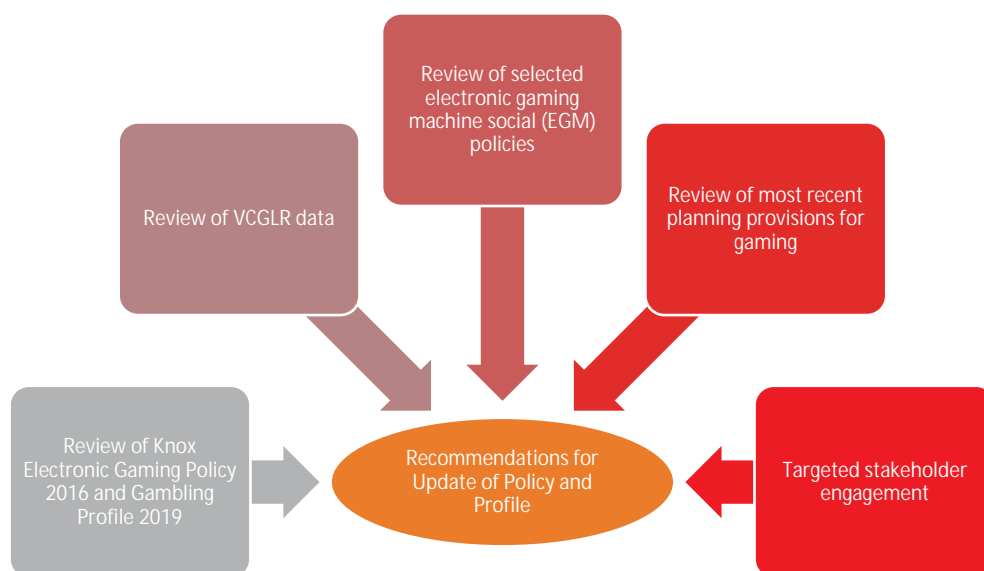 Review of selected
electronic gaming
machine social (EGM)
policies
Review of VCGLR data
Review of most recent
planning provisions for
gaming
Review of Knox
Electronic Gaming Policy
2016 and Gambling
Profile 2019
Recommendations for
Update of Policy and
Profile
Targeted stakeholder
engagement